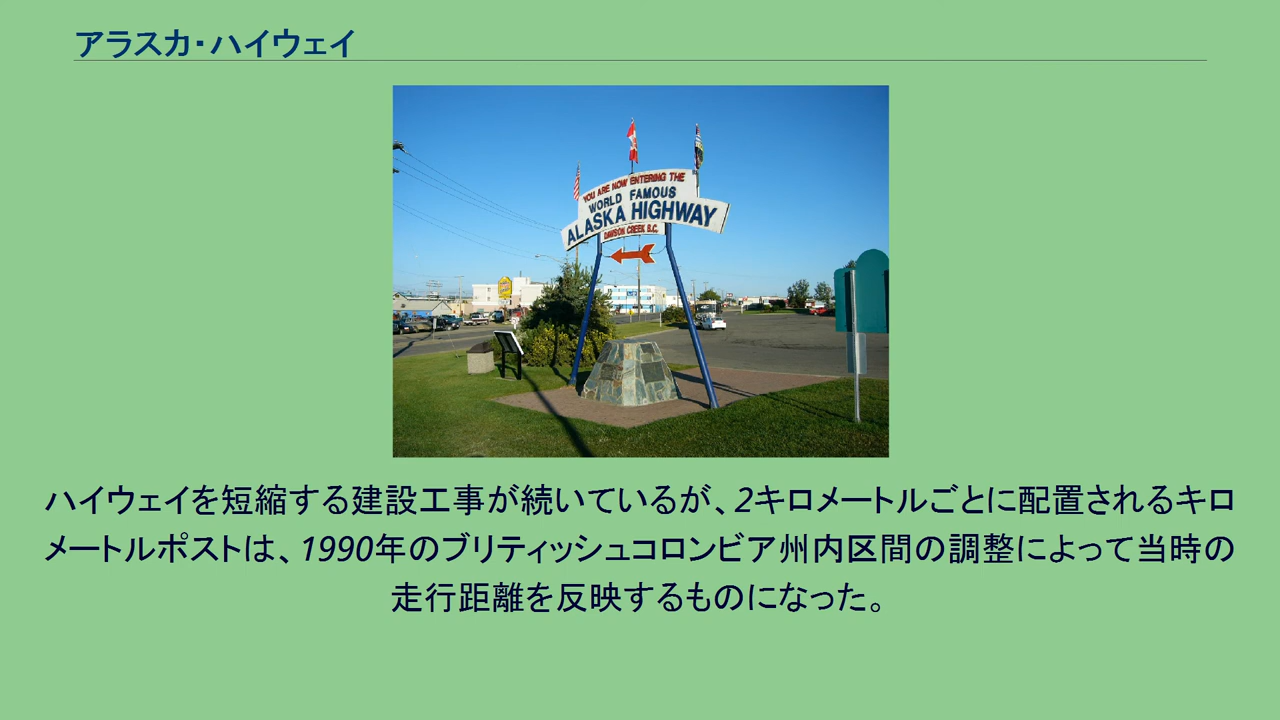 アラスカ・ハイウェイ
YOU ARE NOW ENTERING THE
WORLD FAMOUS
ALASKA HIGHWAY
DAWSON CREEK B.C.
ハイウェイを短縮する建設工事が続いているが、2キロメートルごとに配置されるキロ
メートルポストは、1990年のブリティッシュコロンビア州内区間の調整によって当時の
走行距離を反映するものになった。